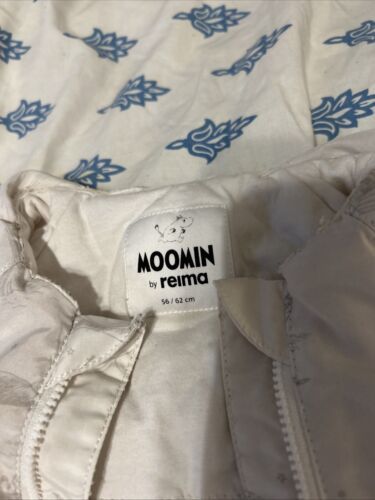 MOOMIN
by reima
56 / 62 cm